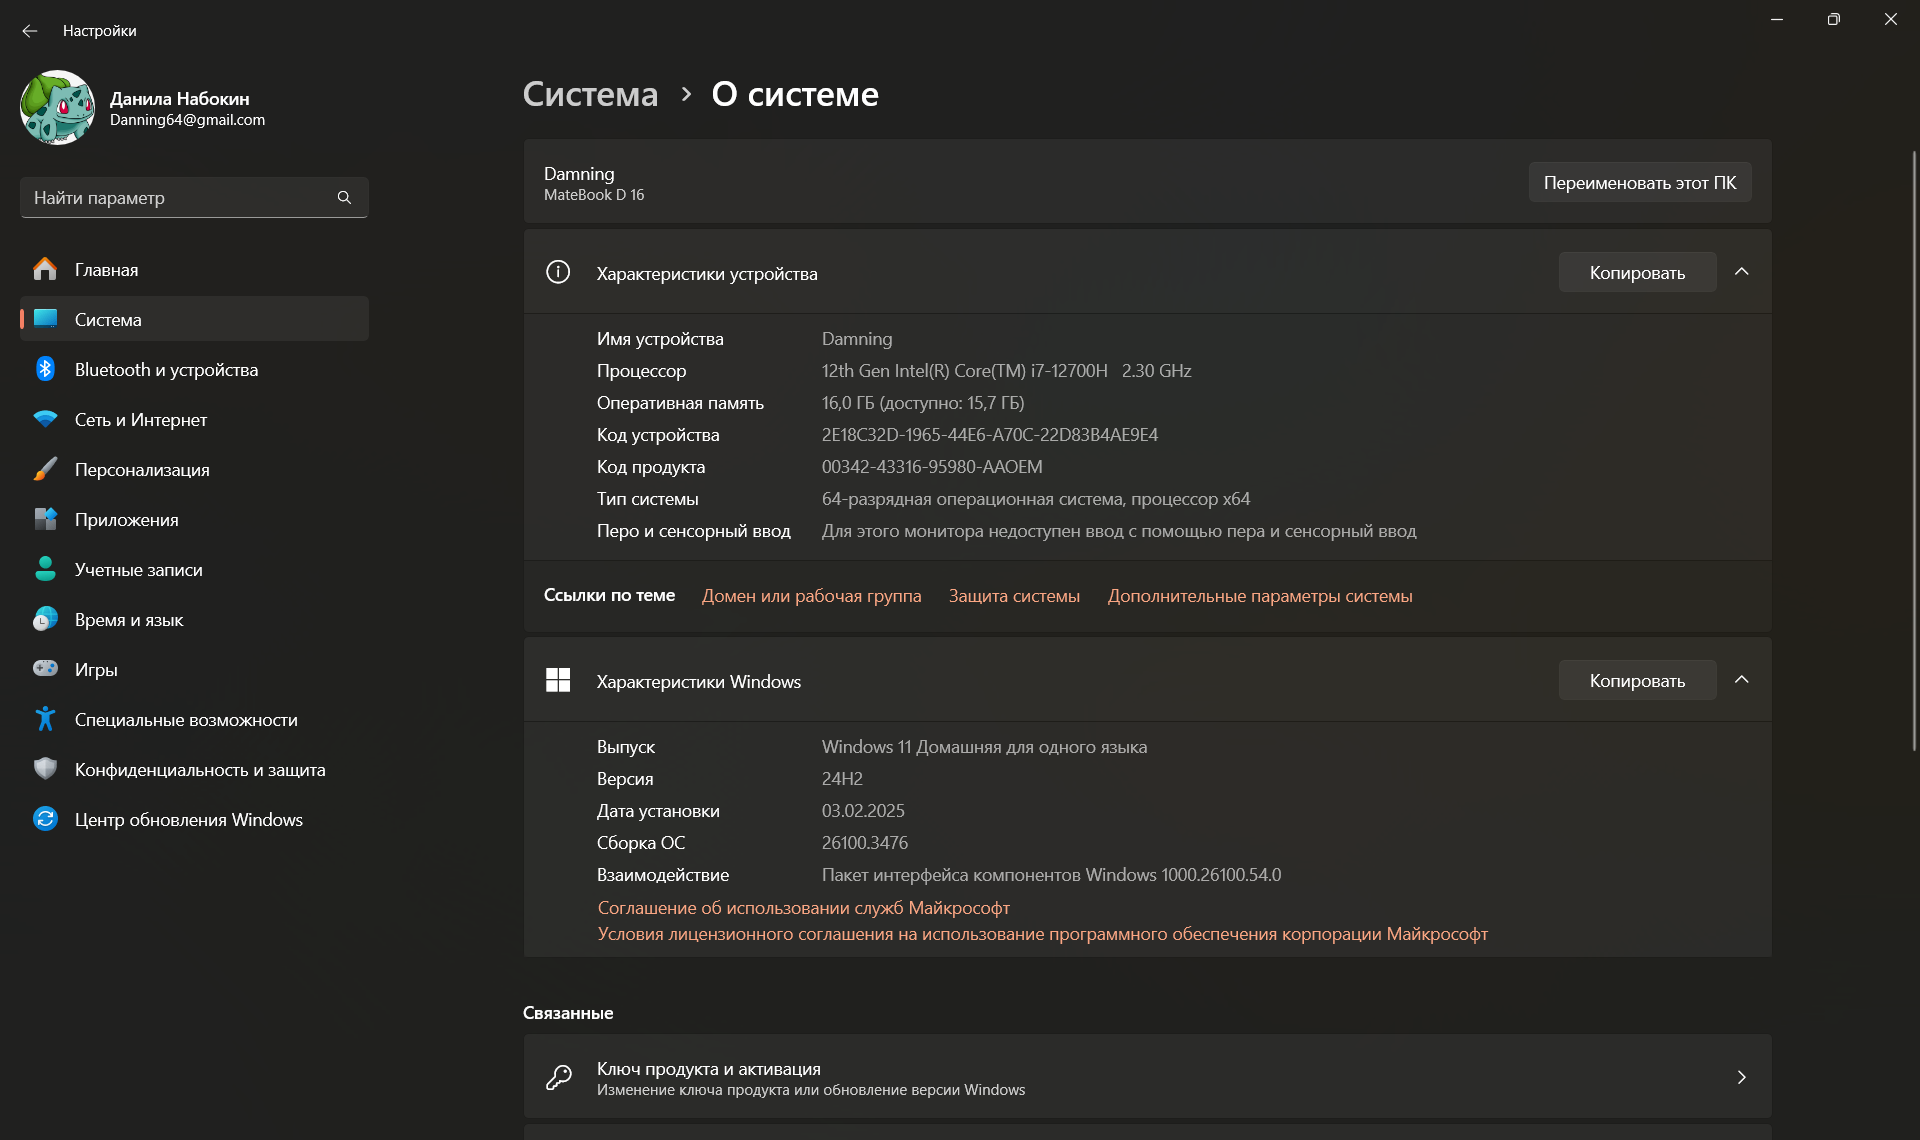 Настройки
Данила Набокин
Danning64@gmail.com
Найти параметр
Главная
Система
Bluetooth и устройства
Сеть и Интернет
Персонализация
Приложения
Учетные записи
Время и язык
Игры
Специальные возможности
Конфиденциальность и защита
Центр обновления Windows
Система › О системе
Damning
MateBook D 16
Переименовать этот ПК
Характеристики устройства
Копировать
Имя устройства Damning
Процессор 12th Gen Intel(R) Core(TM) i7-12700H 2.30 GHz
Оперативная память 16,0 ГБ (доступно: 15,7 ГБ)
Код устройства 2E18C32D-1965-44E6-A70C-22D83B4AE9E4
Код продукта 00342-43316-95980-AAOEM
Тип системы 64-разрядная операционная система, процессор x64
Перо и сенсорный ввод Для этого монитора недоступен ввод с помощью пера и сенсорный ввод
Ссылки по теме Домен или рабочая группа Защита системы Дополнительные параметры системы
Характеристики Windows
Копировать
Выпуск Windows 11 Домашняя для одного языка
Версия 24H2
Дата установки 03.02.2025
Сборка ОС 26100.3476
Взаимодействие Пакет интерфейса компонентов Windows 1000.26100.54.0
Соглашение об использовании служб Майкрософт
Условия лицензионного соглашения на использование программного обеспечения корпорации Майкрософт
Связанные
Ключ продукта и активация
Изменение ключа продукта или обновление версии Windows